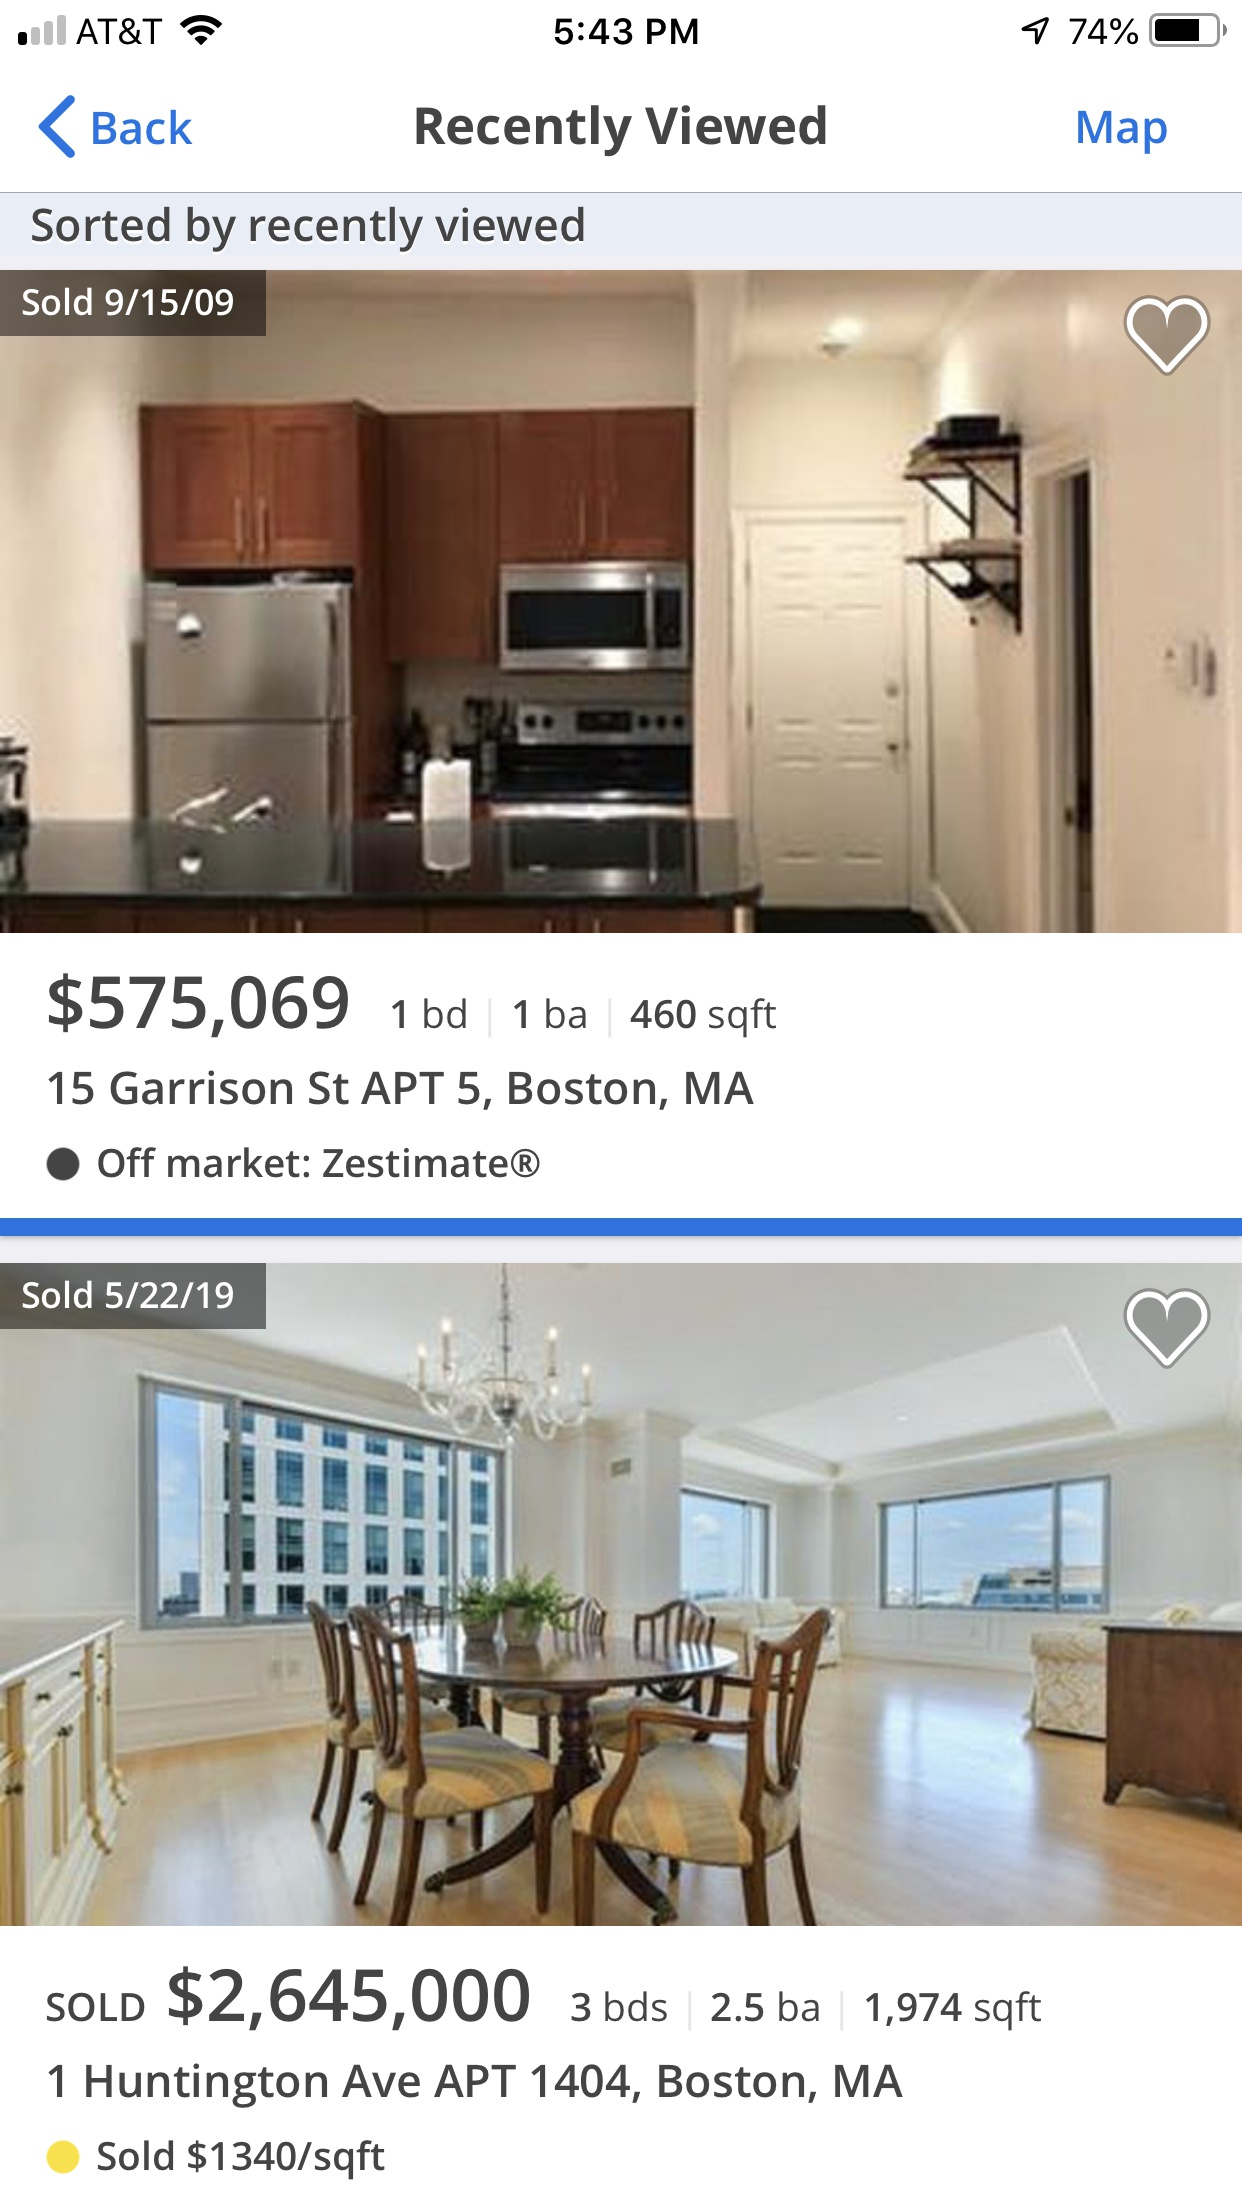 AT&T 5:43 PM 74%
Back Recently Viewed Map
Sorted by recently viewed
Sold 9/15/09
$575,069 1 bd | 1 ba | 460 sqft
15 Garrison St APT 5, Boston, MA
Off market: Zestimate®
Sold 5/22/19
SOLD $2,645,000 3 bds | 2.5 ba | 1,974 sqft
1 Huntington Ave APT 1404, Boston, MA
Sold $1340/sqft